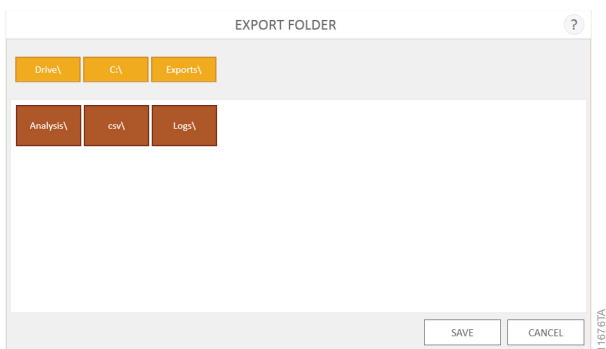 EXPORT FOLDER ?
Drive\ C:\ Exports\
Analysis\ csv\ Logs\
SAVE CANCEL
11676TA